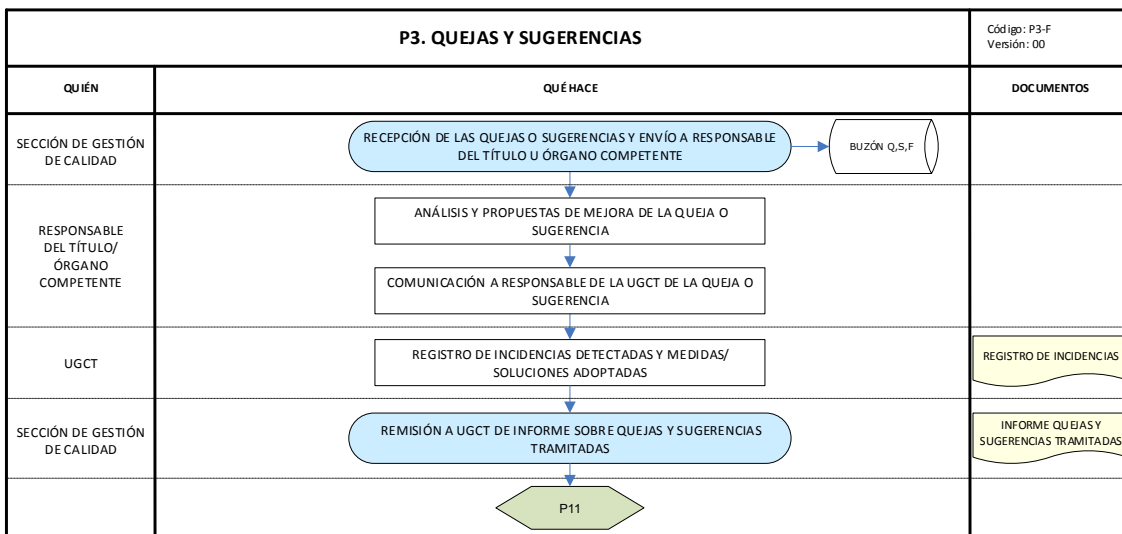 P3. QUEJAS Y SUGERENCIAS
Código: P3-F
Versión: 00
QUIÉN
QUÉ HACE
DOCUMENTOS
SECCIÓN DE GESTIÓN
DE CALIDAD
RECEPCIÓN DE LAS QUEJAS O SUGERENCIAS Y ENVÍO A RESPONSABLE
DEL TÍTULO U ÓRGANO COMPETENTE
BUZÓN Q,S,F
RESPONSABLE
DEL TÍTULO/
ÓRGANO
COMPETENTE
ANÁLISIS Y PROPUESTAS DE MEJORA DE LA QUEJA O
SUGERENCIA
COMUNICACIÓN A RESPONSABLE DE LA UGCT DE LA QUEJA O
SUGERENCIA
UGCT
REGISTRO DE INCIDENCIAS DETECTADAS Y MEDIDAS/
SOLUCIONES ADOPTADAS
REGISTRO DE INCIDENCIAS
SECCIÓN DE GESTIÓN
DE CALIDAD
REMISIÓN A UGCT DE INFORME SOBRE QUEJAS Y SUGERENCIAS
TRAMITADAS
INFORME QUEJAS Y
SUGERENCIAS TRAMITADAS
P11